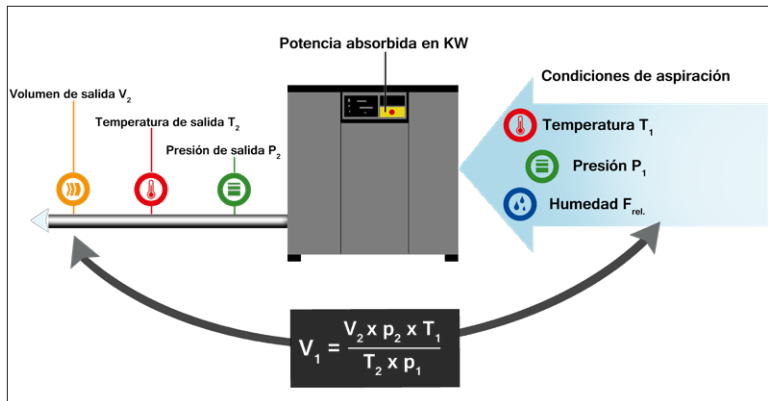 Potencia absorbida en KW
Volumen de salida V₂
Temperatura de salida T₂
Presión de salida P₂
Condiciones de aspiración
Temperatura T₁
Presión P₁
Humedad F rel.
V₁ = V₂ x p₂ x T₁
T₂ x p₁